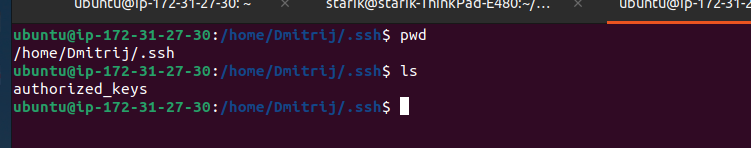 ubuntu@ip-172-31-27-30: ~ × starik@starik-ThinkPad-E480:~/... × ubuntu@ip-172-31-2
ubuntu@ip-172-31-27-30:/home/Dmitrij/.ssh$ pwd
/home/Dmitrij/.ssh
ubuntu@ip-172-31-27-30:/home/Dmitrij/.ssh$ ls
authorized_keys
ubuntu@ip-172-31-27-30:/home/Dmitrij/.ssh$